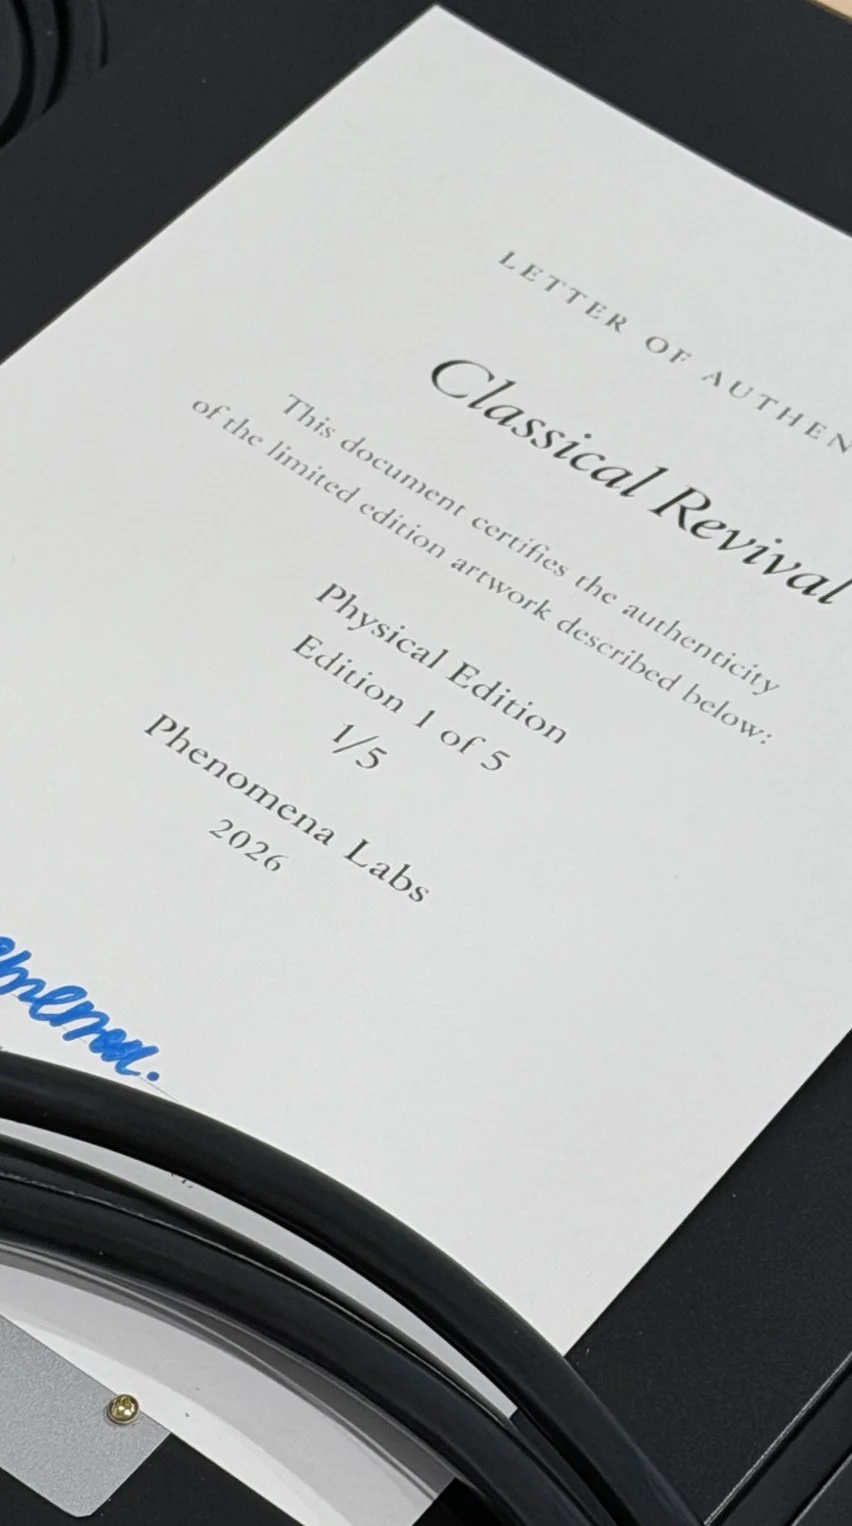 LETTER OF AUTHEN
Classical Revival
This document certifies the authenticity
of the limited edition artwork described below:
Physical Edition
Edition 1 of 5
1/5
Phenomena Labs
2026